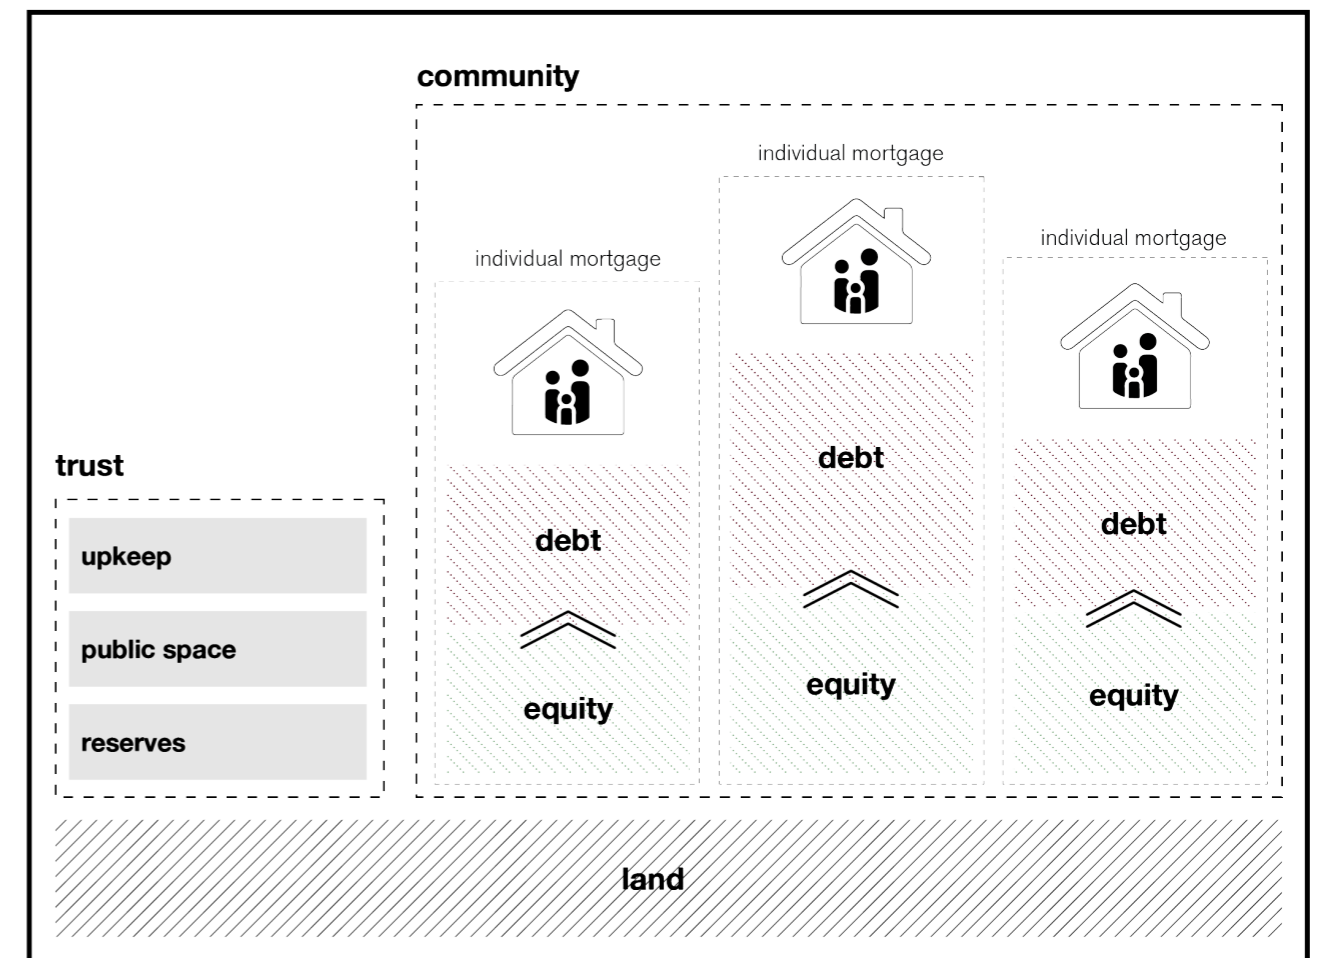 community
individual mortgage
individual mortgage
individual mortgage
trust
upkeep
public space
reserves
debt
debt
debt
equity
equity
equity
land